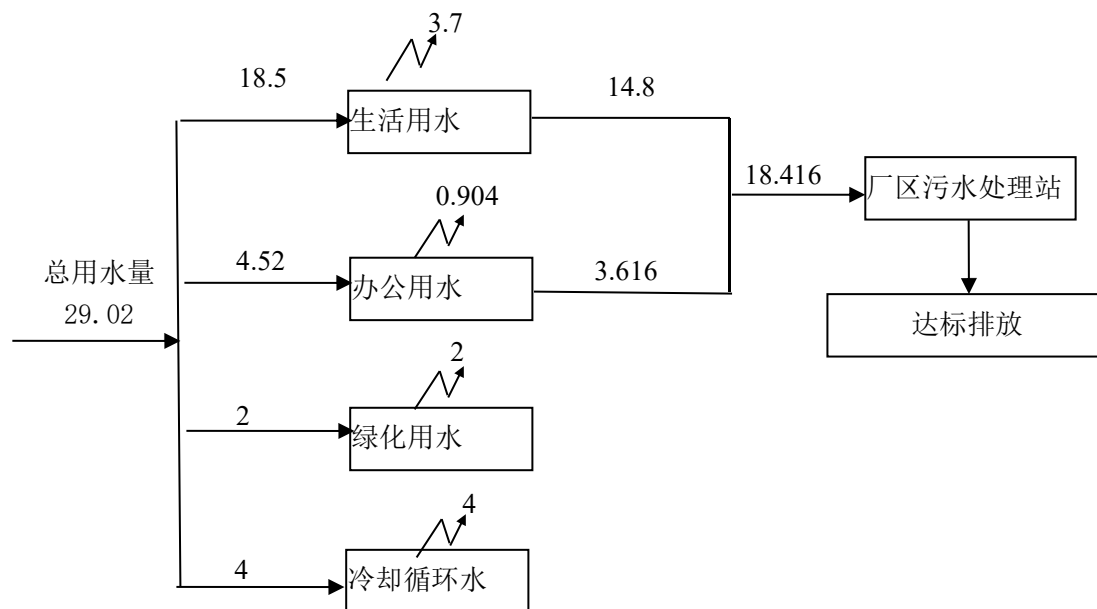 3.7
18.5
14.8
生活用水
18.416
厂区污水处理站
0.904
4.52
办公用水
3.616
总用水量
29.02
达标排放
2
2
绿化用水
4
4
冷却循环水